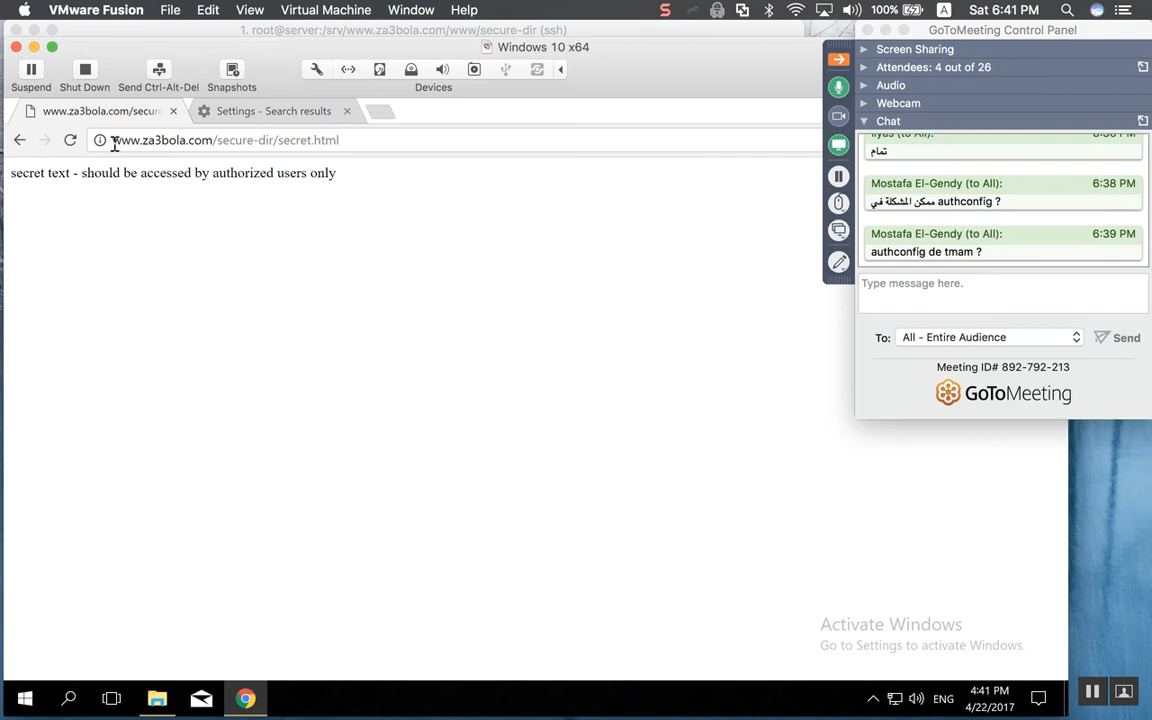 VMware Fusion File Edit View Virtual Machine Window Help
100% A Sat 6:41 PM
1. root@server:/srv/www.za3bola.com/www/secure-dir (ssh)
GoToMeeting Control Panel
Windows 10 x64
Suspend Shut Down Send Ctrl-Alt-Del Snapshots Devices
www.za3bola.com/secure
Settings - Search results
www.za3bola.com/secure-dir/secret.html
secret text - should be accessed by authorized users only
Screen Sharing
Attendees: 4 out of 26
Audio
Webcam
Chat
Ilyas (to All):
تمام
Mostafa El-Gendy (to All): 6:38 PM
ممكن المشكلة في authconfig ?
Mostafa El-Gendy (to All): 6:39 PM
authconfig de tmam ?
Type message here.
To: All - Entire Audience Send
Meeting ID# 892-792-213
GoToMeeting
Activate Windows
Go to Settings to activate Windows.
ENG
4:41 PM
4/22/2017